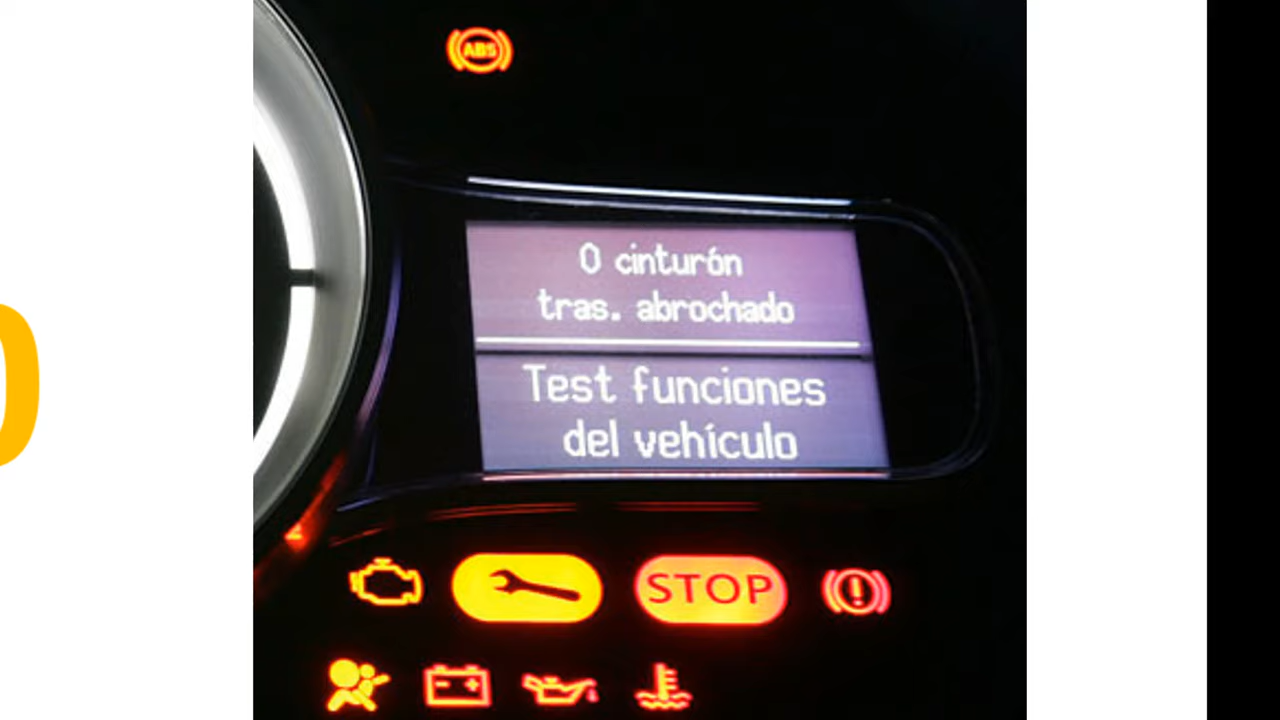 ABS
0 cinturón
tras. abrochado
Test funciones
del vehículo
STOP